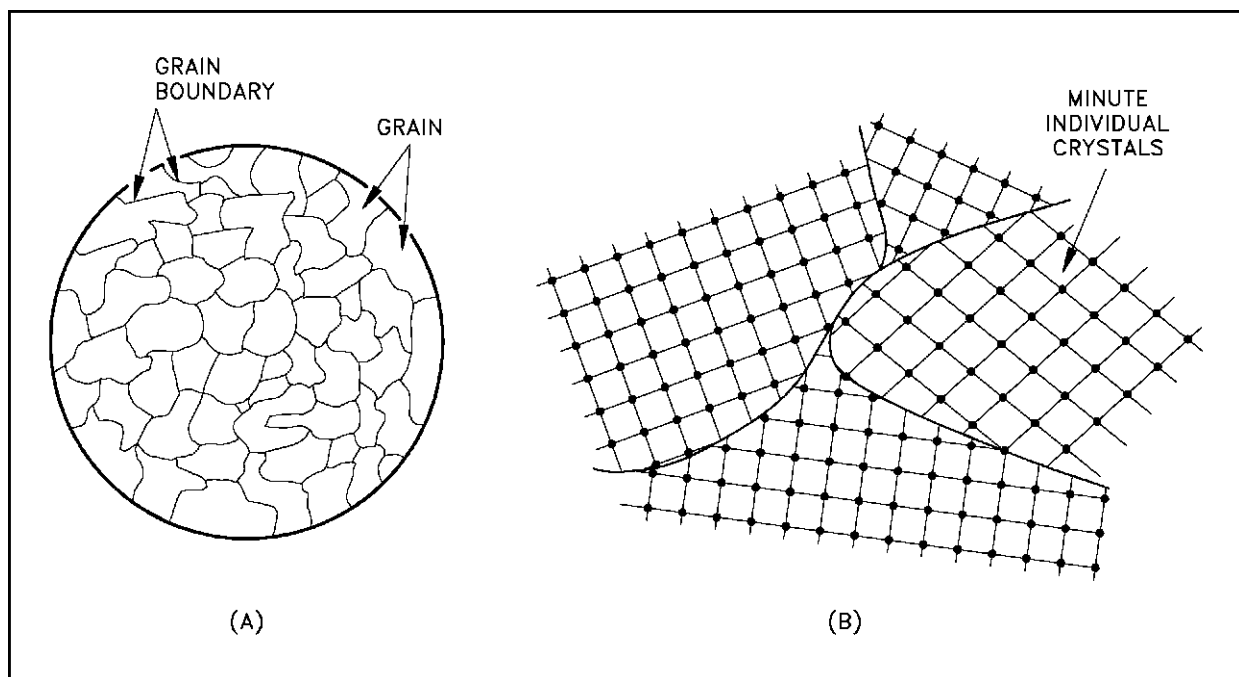 GRAIN
BOUNDARY
GRAIN
MINUTE
INDIVIDUAL
CRYSTALS
(A)
(B)